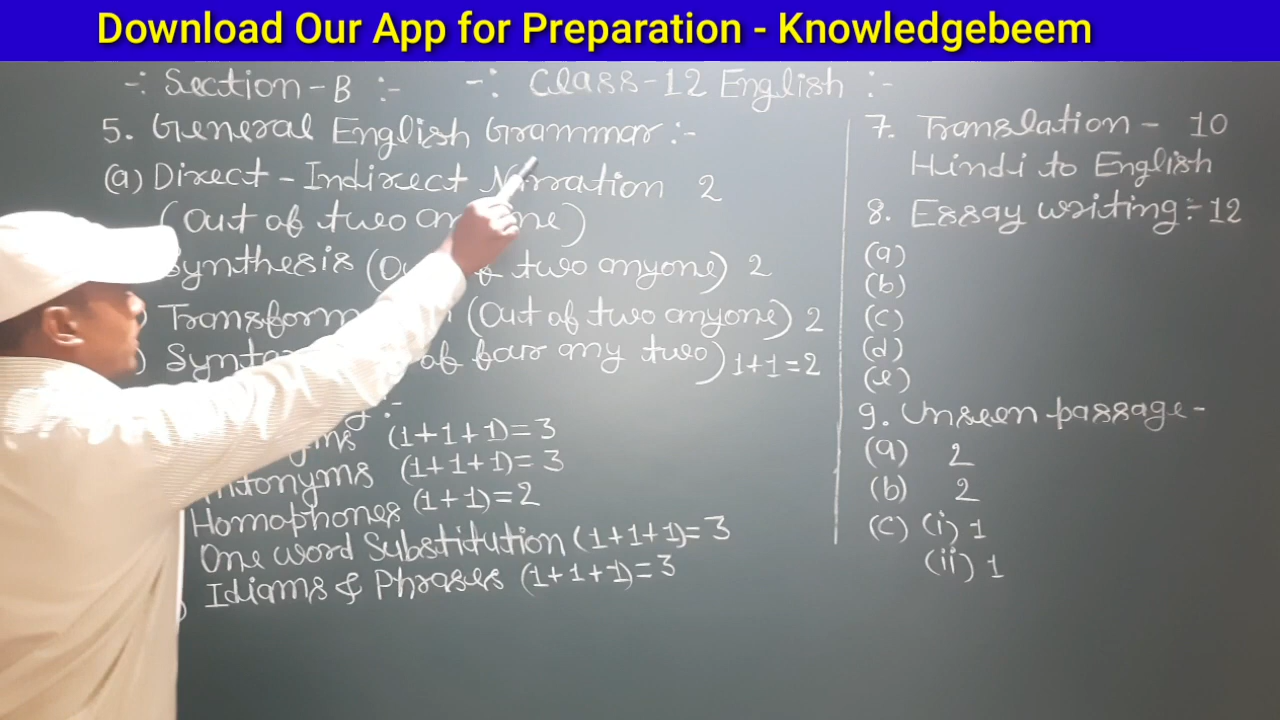 Download Our App for Preparation - Knowledgebeem
-: Section-B :- -: Class-12 English :-
5. General English Grammar :-
(a) Direct - Indirect Narration 2
(Out of two
Synthesis ( two anyone) 2
(Out of two anyone) 2
of four any two) 1+1=2
:-
(1+1+1)=3
Antonyms (1+1+1)=3
Homophones (1+1)=2
One word Substitution (1+1+1)=3
Idioms & Phrases (1+1+1)=3
7. Translation - 10
Hindi to English
8. Essay writing :- 12
(a)
(b)
(c)
(d)
(e)
9. Unseen passage -
(a) 2
(b) 2
(c) (i) 1
(ii) 1